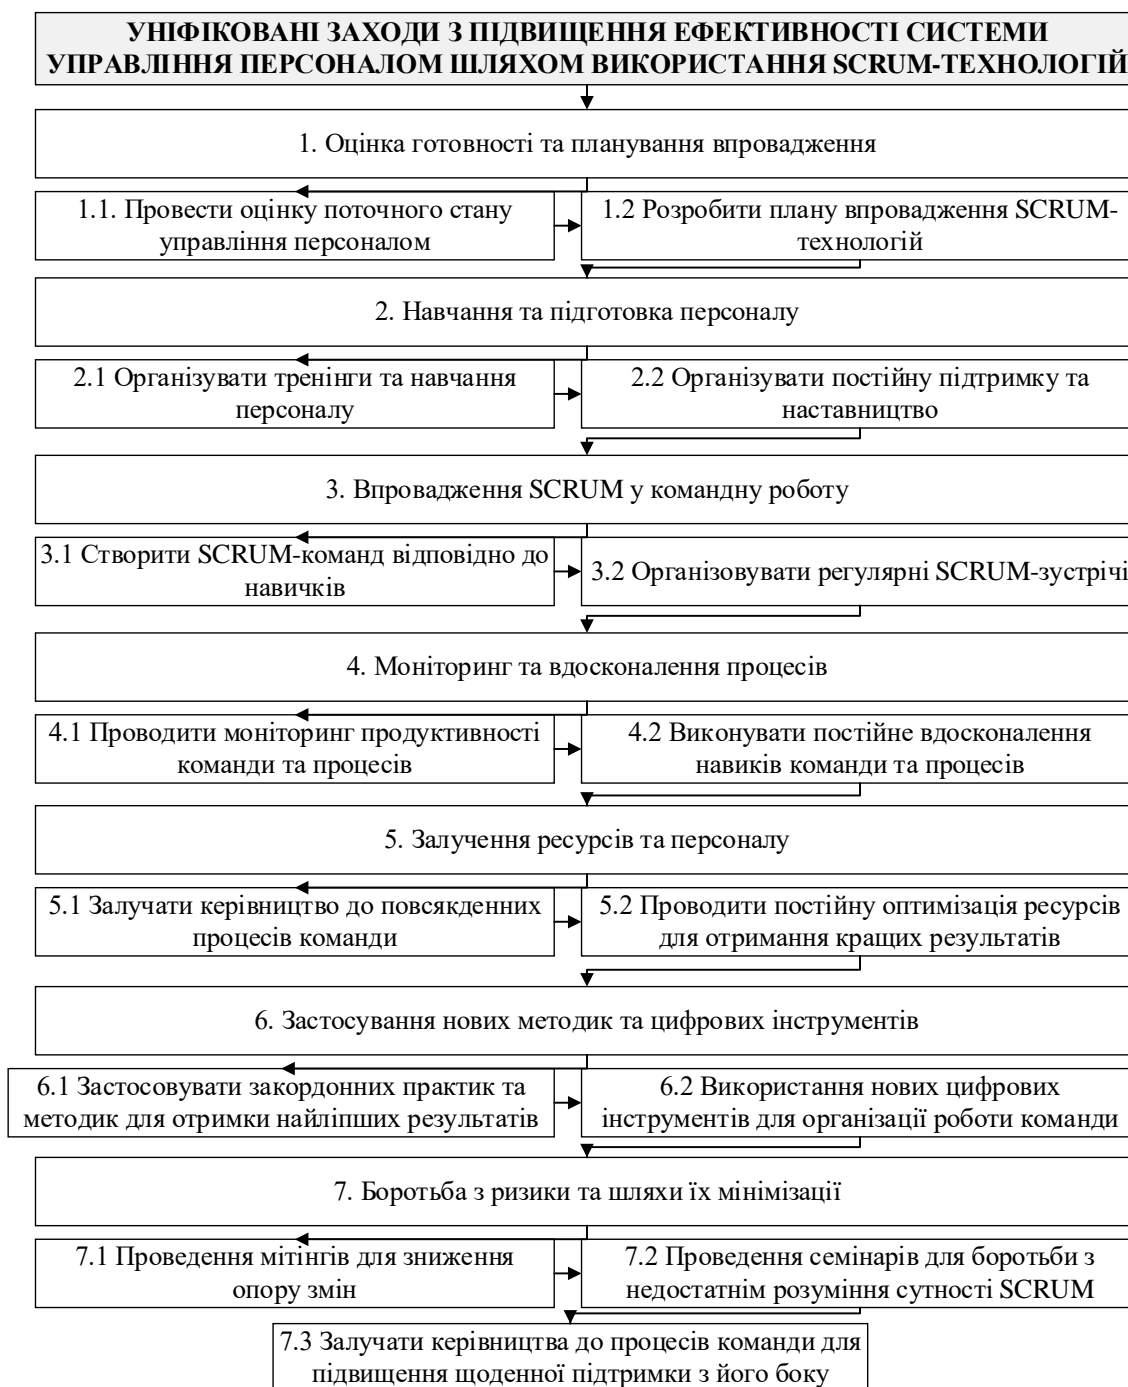 УНІФІКОВАНІ ЗАХОДИ З ПІДВИЩЕННЯ ЕФЕКТИВНОСТІ СИСТЕМИ
УПРАВЛІННЯ ПЕРСОНАЛОМ ШЛЯХОМ ВИКОРИСТАННЯ SCRUM-ТЕХНОЛОГІЙ
1. Оцінка готовності та планування впровадження
1.1. Провести оцінку поточного стану
управління персоналом
1.2 Розробити плану впровадження SCRUM-
технологій
2. Навчання та підготовка персоналу
2.1 Організувати тренінги та навчання
персоналу
2.2 Організувати постійну підтримку та
наставництво
3. Впровадження SCRUM у командну роботу
3.1 Створити SCRUM-команд відповідно до
навичків
3.2 Організовувати регулярні SCRUM-зустрічі
4. Моніторинг та вдосконалення процесів
4.1 Проводити моніторинг продуктивності
команди та процесів
4.2 Виконувати постійне вдосконалення
навиків команди та процесів
5. Залучення ресурсів та персоналу
5.1 Залучати керівництво до повсякденних
процесів команди
5.2 Проводити постійну оптимізація ресурсів
для отримання кращих результатів
6. Застосування нових методик та цифрових інструментів
6.1 Застосовувати закордонних практик та
методик для отримки найліпших результатів
6.2 Використання нових цифрових
інструментів для організації роботи команди
7. Боротьба з ризики та шляхи їх мінімізації
7.1 Проведення мітінгів для зниження
опору змін
7.2 Проведення семінарів для боротьби з
недостатнім розуміння сутності SCRUM
7.3 Залучати керівництва до процесів команди для
підвищення щоденної підтримки з його боку